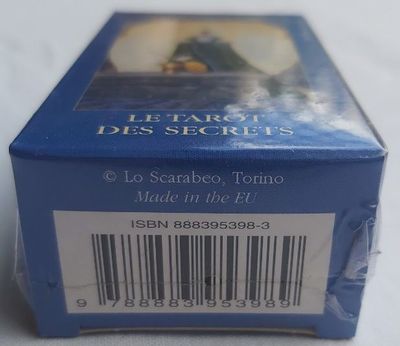 LE TAROT
DES SECRETS
© Lo Scarabeo, Torino
Made in the EU
ISBN 888395398-3
9 788883 953989